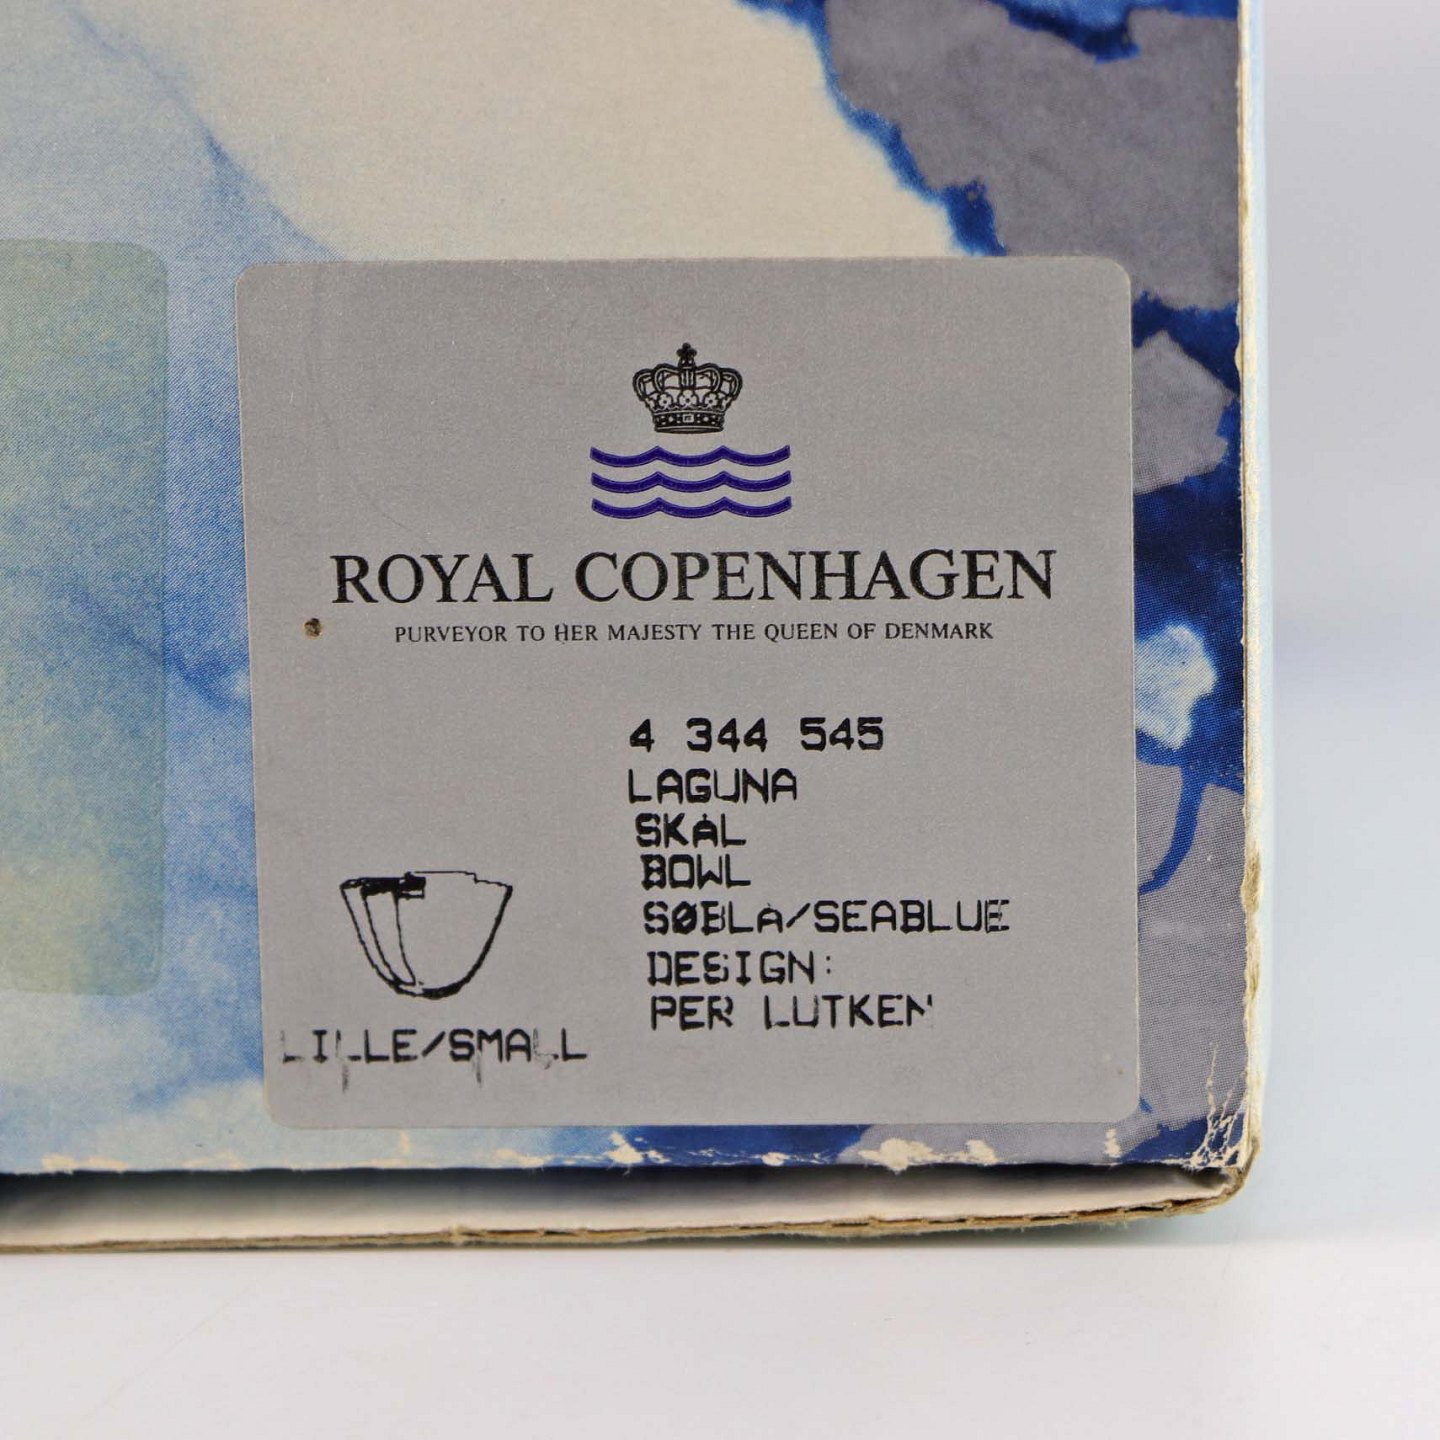 ROYAL COPENHAGEN
PURVEYOR TO HER MAJESTY THE QUEEN OF DENMARK
4 344 545
LAGUNA
SKÅL
BOWL
SØBLÅ/SEABLUE
DESIGN:
PER LUTKEN
LILLE/SMALL